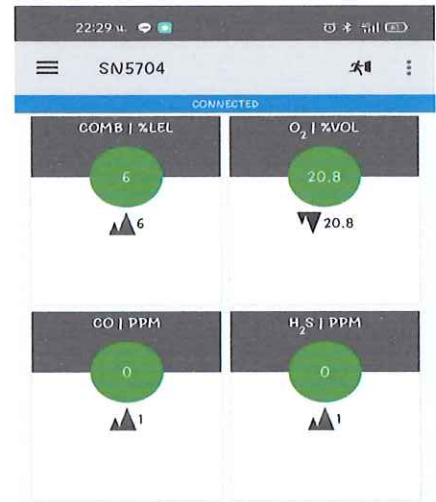 22:29 น.
SN5704
CONNECTED
COMB | %LEL
6
6
O₂ | %VOL
20.8
20.8
CO | PPM
0
1
H₂S | PPM
0
1